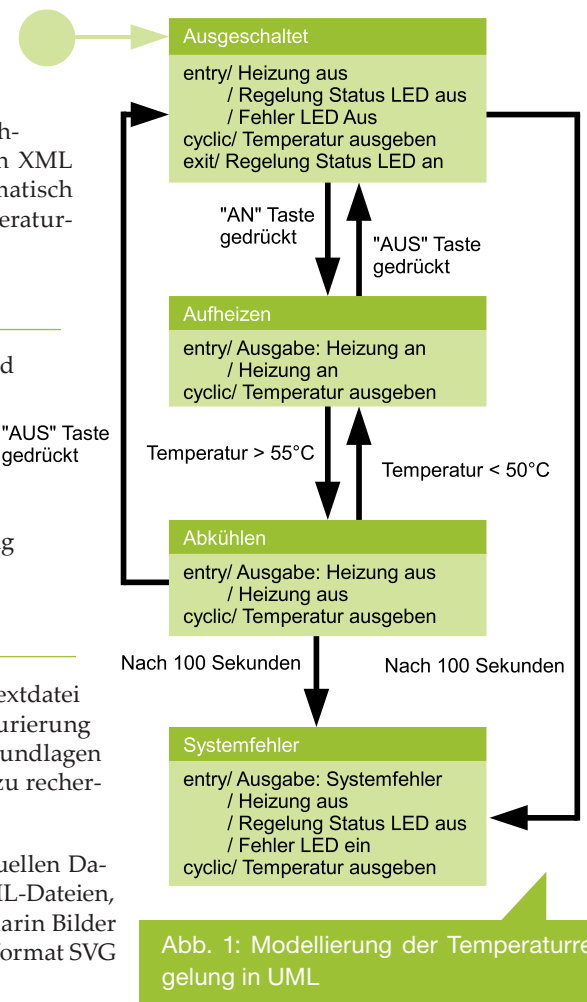 Ausgeschaltet
entry/ Heizung aus
/ Regelung Status LED aus
/ Fehler LED Aus
cyclic/ Temperatur ausgeben
exit/ Regelung Status LED an
"AN" Taste
gedrückt
"AUS" Taste
gedrückt
Aufheizen
entry/ Ausgabe: Heizung an
/ Heizung an
cyclic/ Temperatur ausgeben
"AUS" Taste
gedrückt
Temperatur > 55°C
Temperatur < 50°C
Abkühlen
entry/ Ausgabe: Heizung aus
/ Heizung aus
cyclic/ Temperatur ausgeben
Nach 100 Sekunden
Nach 100 Sekunden
Systemfehler
entry/ Ausgabe: Systemfehler
/ Heizung aus
/ Regelung Status LED aus
/ Fehler LED ein
cyclic/ Temperatur ausgeben
Abb. 1: Modellierung der Temperaturre
gelung in UML
h-
n XML
matisch
eratur-
d
g
extdatei
urierung
undlagen
zu recher-
uellen Da-
ML-Dateien,
arin Bilder
format SVG